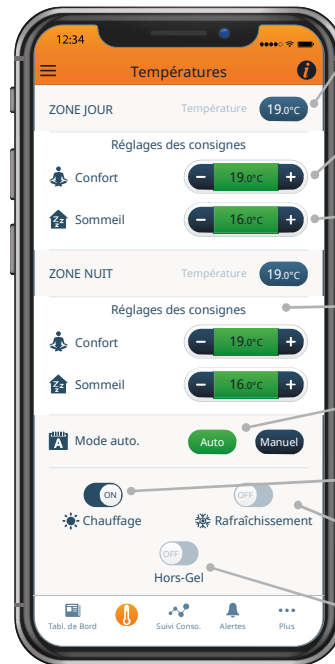 12:34
Températures
i
ZONE JOUR Température 19.0°C
Réglages des consignes
Confort – 19.0°C +
Sommeil – 16.0°C +
ZONE NUIT Température 19.0°C
Réglages des consignes
Confort – 19.0°C +
Sommeil – 16.0°C +
A Mode auto. Auto Manuel
ON OFF
Chauffage Rafraîchissement
OFF
Hors-Gel
Tabl. de Bord Suivi Conso. Alertes Plus